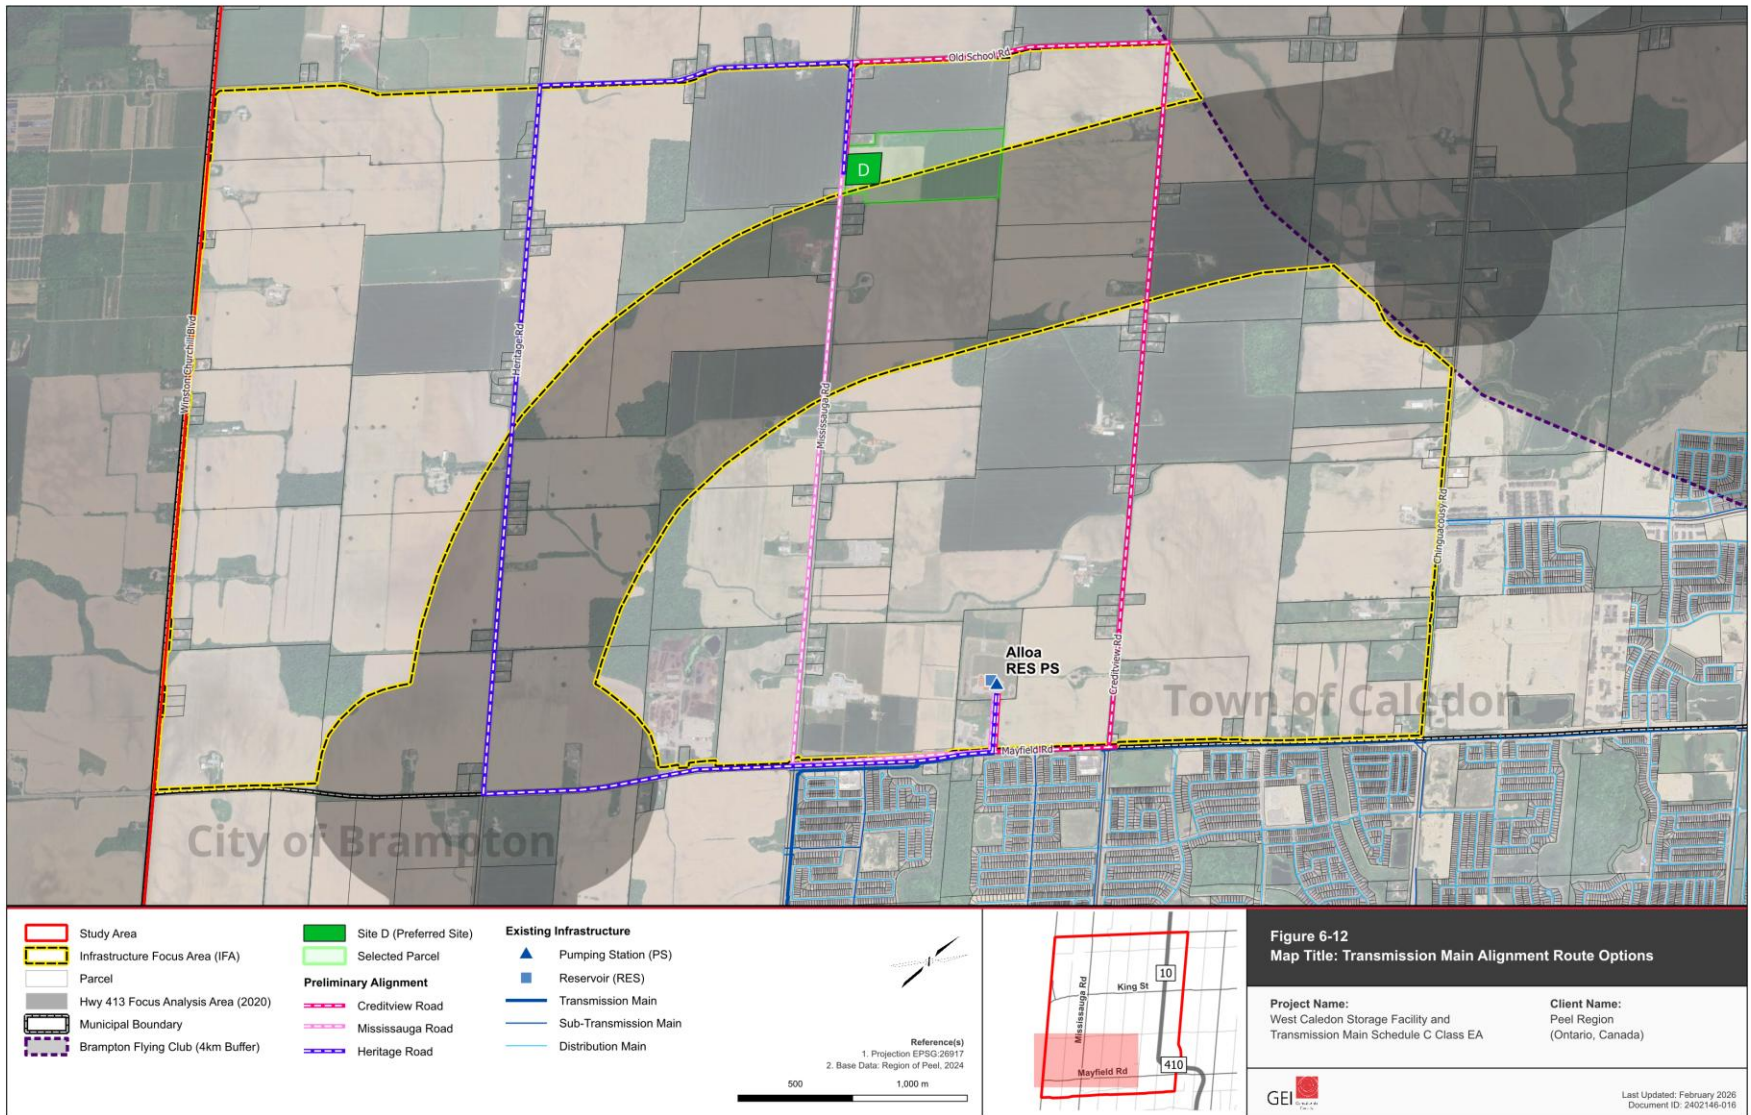 Old School Rd
D
Winston Churchill Blvd
Heritage Rd
Mississauga Rd
Chinguacousy Rd
Creditview Rd
Alloa
RES PS
Town of Caledon
Mayfield Rd
City of Brampton
Study Area
Infrastructure Focus Area (IFA)
Parcel
Hwy 413 Focus Analysis Area (2020)
Municipal Boundary
Brampton Flying Club (4km Buffer)
Site D (Preferred Site)
Selected Parcel
Preliminary Alignment
Creditview Road
Mississauga Road
Heritage Road
Existing Infrastructure
Pumping Station (PS)
Reservoir (RES)
Transmission Main
Sub-Transmission Main
Distribution Main
Reference(s)
1. Projection EPSG:26917
2. Base Data: Region of Peel, 2024
500 1,000 m
10
King St
Mississauga Rd
410
Mayfield Rd
Figure 6-12
Map Title: Transmission Main Alignment Route Options
Project Name:
West Caledon Storage Facility and
Transmission Main Schedule C Class EA
Client Name:
Peel Region
(Ontario, Canada)
GEI
Last Updated: February 2026
Document ID: 2402146-016